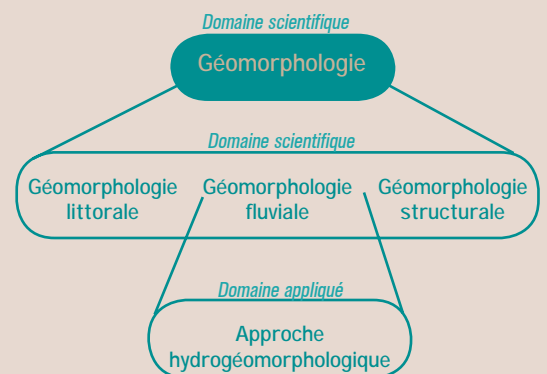 Domaine scientifique
Géomorphologie
Domaine scientifique
Géomorphologie
littorale
Géomorphologie
fluviale
Géomorphologie
structurale
Domaine appliqué
Approche
hydrogéomorphologique